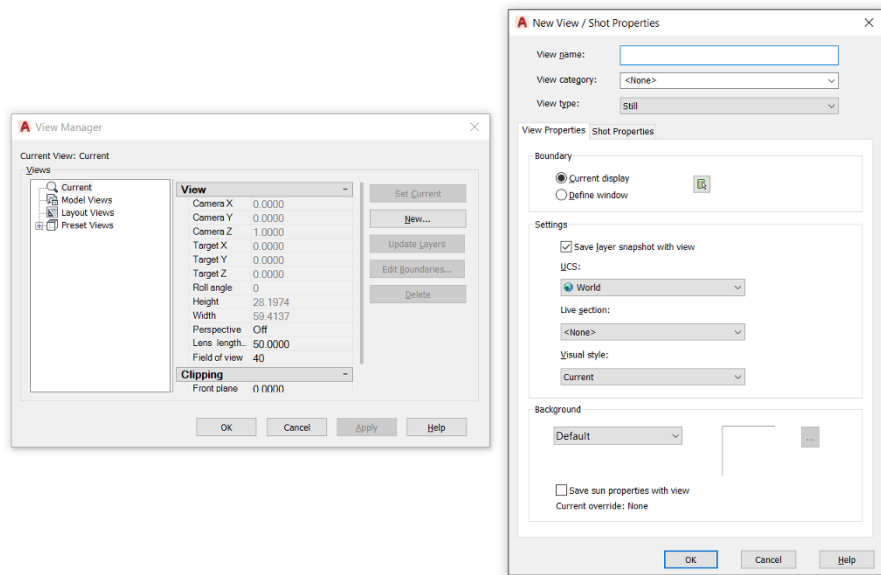 View Manager
Current View: Current
Views
Current
Model Views
Layout Views
Preset Views
View
Camera X 0.0000
Camera Y 0.0000
Camera Z 1.0000
Target X 0.0000
Target Y 0.0000
Target Z 0.0000
Roll angle 0
Height 28.1974
Width 59.4137
Perspective Off
Lens length... 50.0000
Field of view 40
Clipping
Front plane 0.0000
Set Current
New...
Update Layers
Edit Boundaries...
Delete
OK Cancel Apply Help
New View / Shot Properties
View name:
View category: <None>
View type: Still
View Properties Shot Properties
Boundary
Current display
Define window
Settings
Save layer snapshot with view
UCS:
World
Live section:
<None>
Visual style:
Current
Background
Default
...
Save sun properties with view
Current override: None
OK Cancel Help